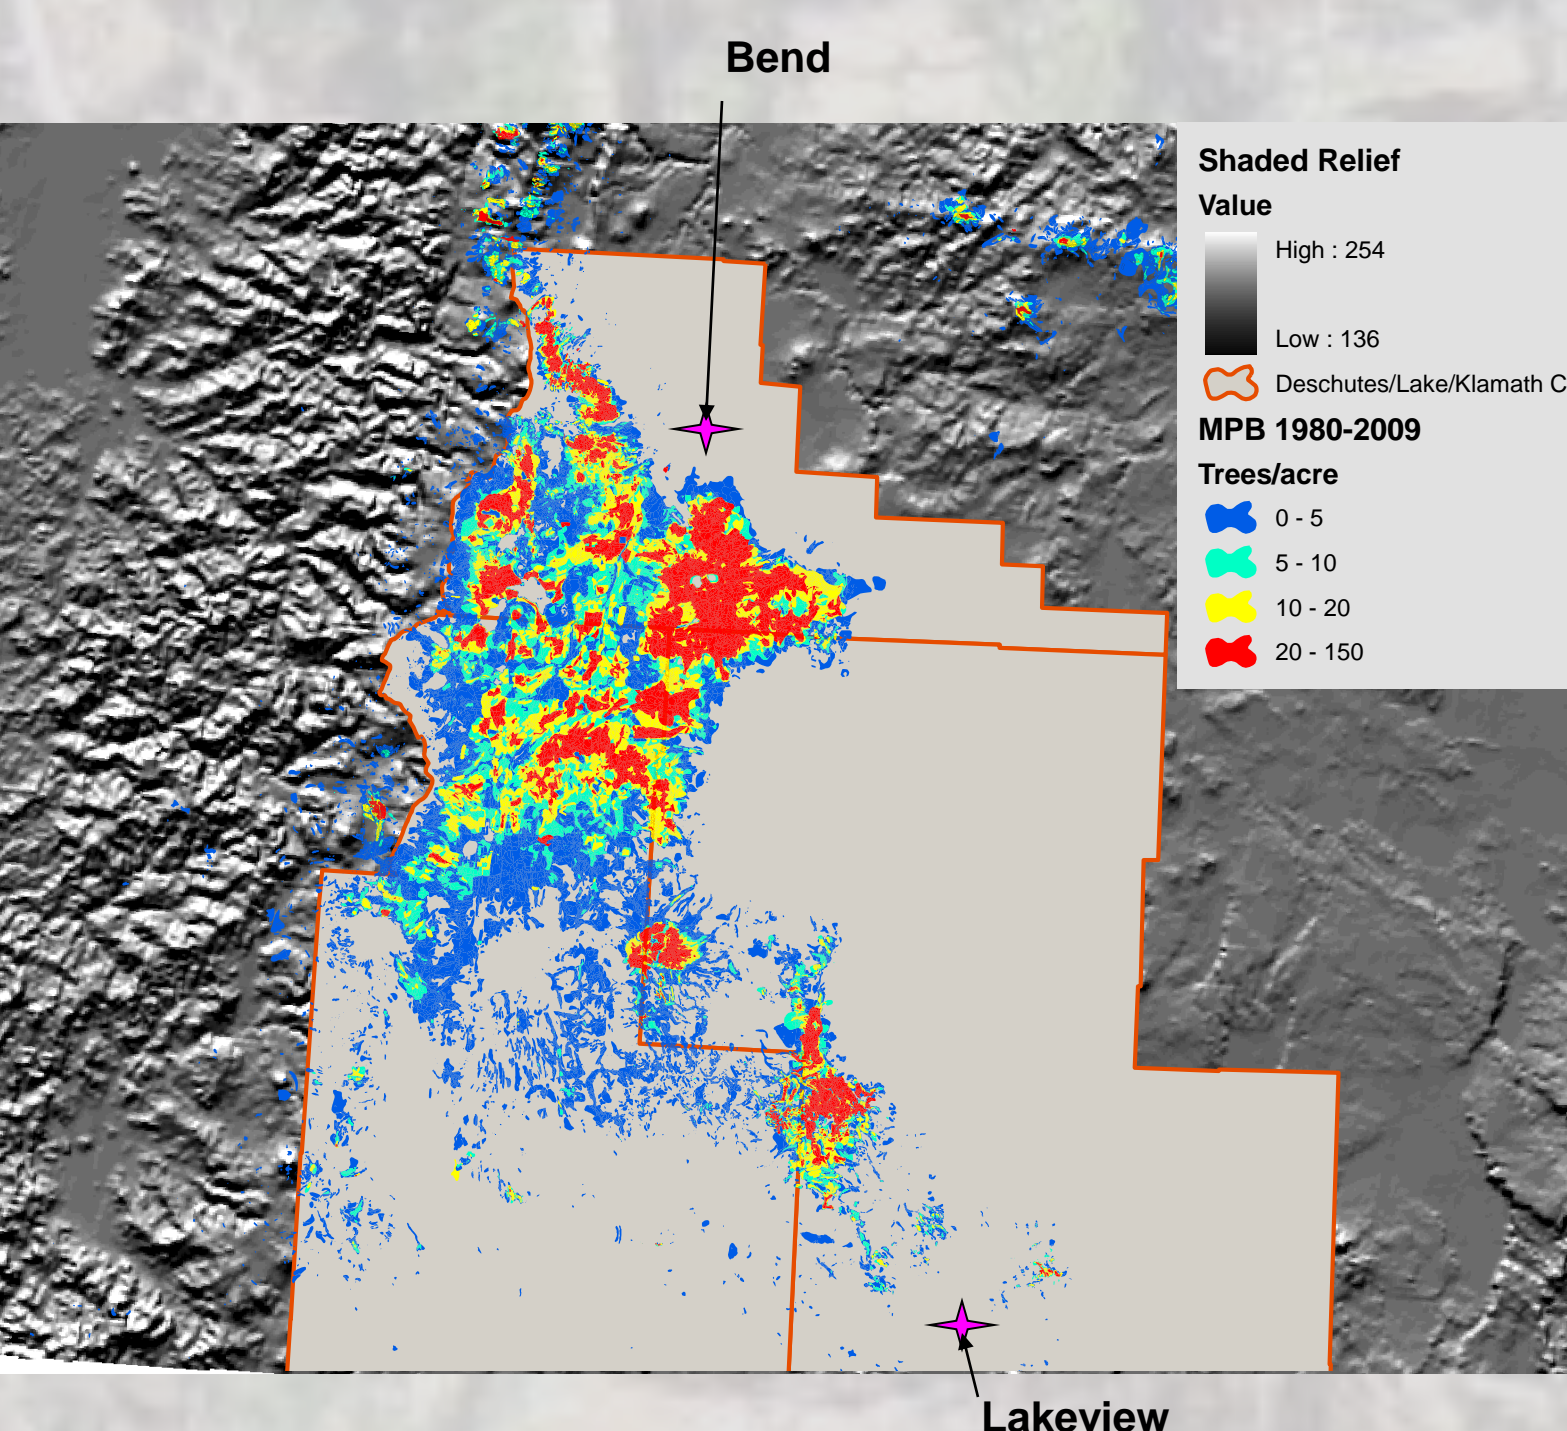 Bend
Shaded Relief
Value
High : 254
Low : 136
Deschutes/Lake/Klamath C
MPB 1980-2009
Trees/acre
0 - 5
5 - 10
10 - 20
20 - 150
Lakeview